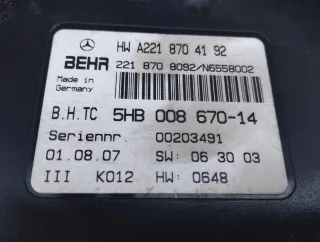 HW A221 870 41 92
BEHR 221 870 8092/N6558002
Made in
Germany
B.H.TC 5HB 008 670-14
Seriennr. 00203491
01.08.07 SW: 06 30 03
III K012 HW: 0648